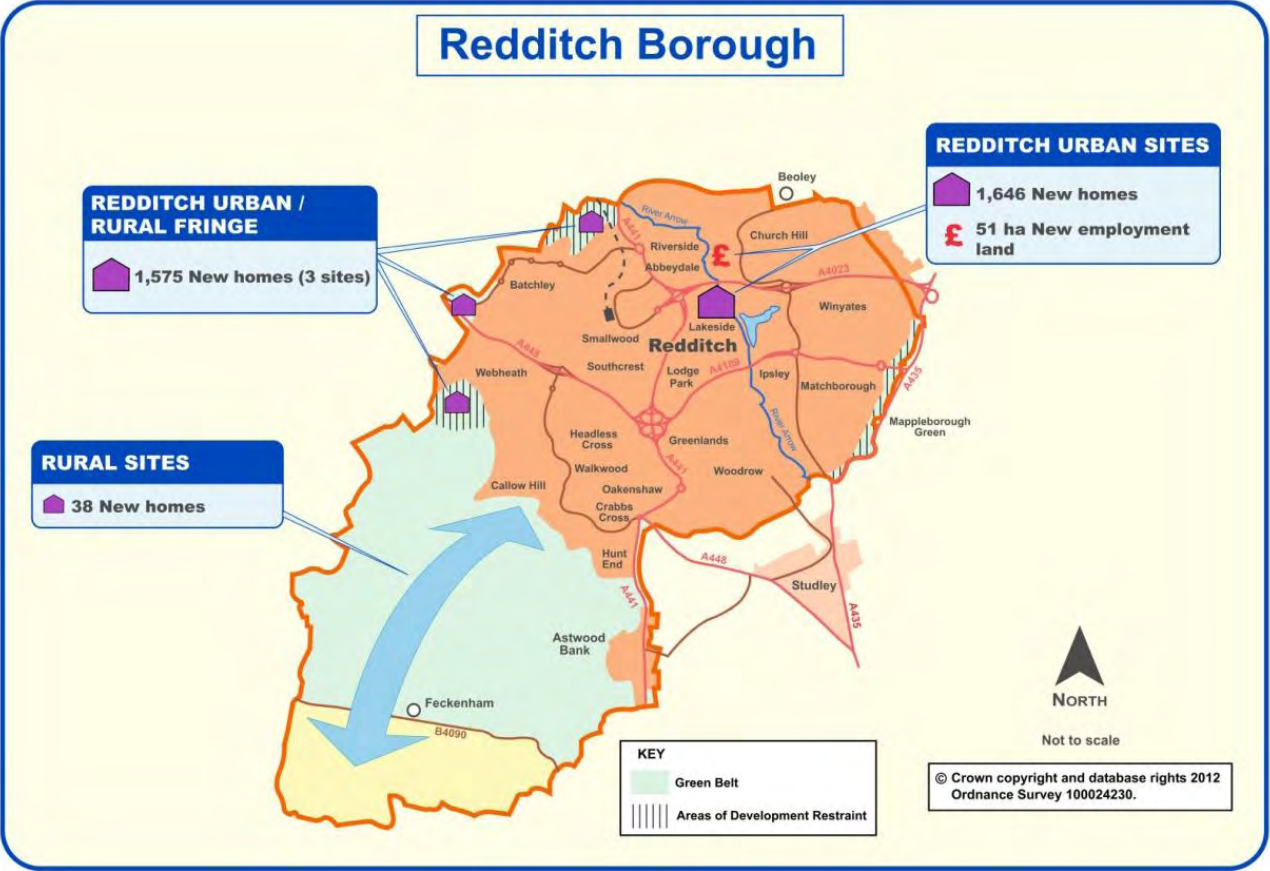 Redditch Borough
REDDITCH URBAN SITES
1,646 New homes
£
51 ha New employment
land
REDDITCH URBAN /
RURAL FRINGE
1,575 New homes (3 sites)
RURAL SITES
38 New homes
Beoley
River Arrow
A441
Riverside
Church Hill
£
Abbeydale
A4023
Batchley
Winyates
Lakeside
Smallwood
Redditch
A448
Southcrest
Lodge
Park
A4189
Ipsley
Webheath
Matchborough
A435
River Arrow
Mappleborough
Green
Headless
Cross
Greenlands
Walkwood
A441
Woodrow
Callow Hill
Oakenshaw
Crabbs
Cross
Hunt
End
A448
Studley
A441
A435
Astwood
Bank
Feckenham
B4090
NORTH
Not to scale
KEY
Green Belt
Areas of Development Restraint
© Crown copyright and database rights 2012
Ordnance Survey 100024230.